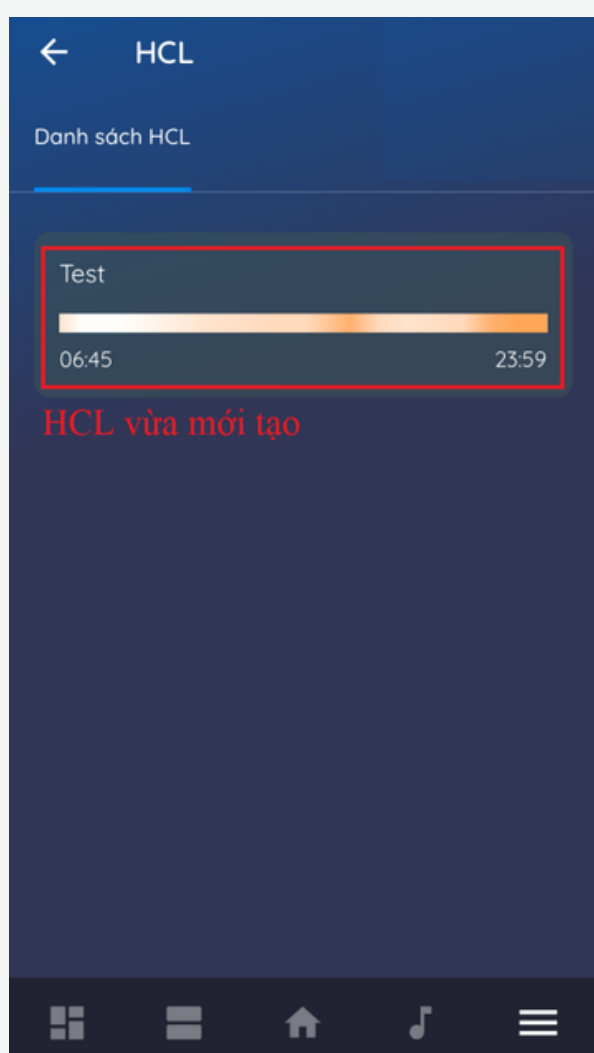 HCL
Danh sách HCL
Test
06:45 23:59
HCL vừa mới tạo